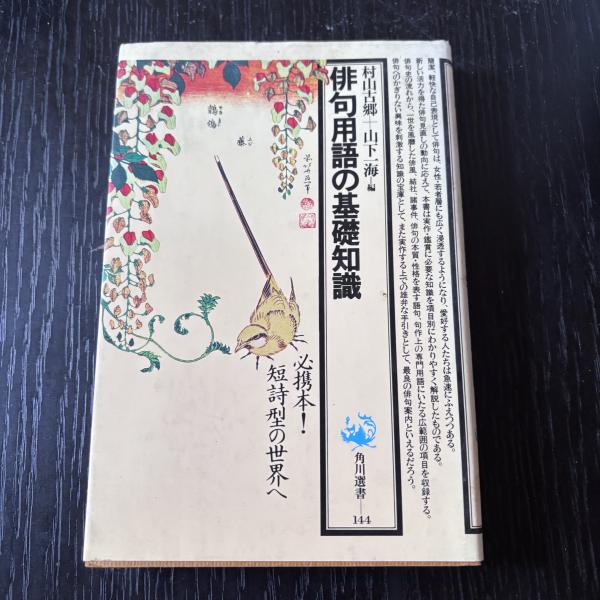 簡潔、軽快な自己表現として俳句は、女性・若者層にも広く浸透するようになり、愛好する人たちは急速にふえつつある。
新しい活力を得た俳句見直しの動向に応えて、本書は実作・鑑賞に必要な知識を項目別にわかりやすく解説したものである。
俳句史の流れから、一世を風靡した俳風、結社、諸事件、俳句の本質・性格を表す語句、句作上の専門用語にいたる広範囲の項目を収録する。
俳句へのかぎりない興味を刺激する知識の宝庫として、また実作する上での雄弁な手引きとして、最良の俳句案内といえるだろう。
村山古郷―山下一海―編
俳句用語の基礎知識
角川選書―144
必携本!
短詩型の世界へ
鶺鴒
藤